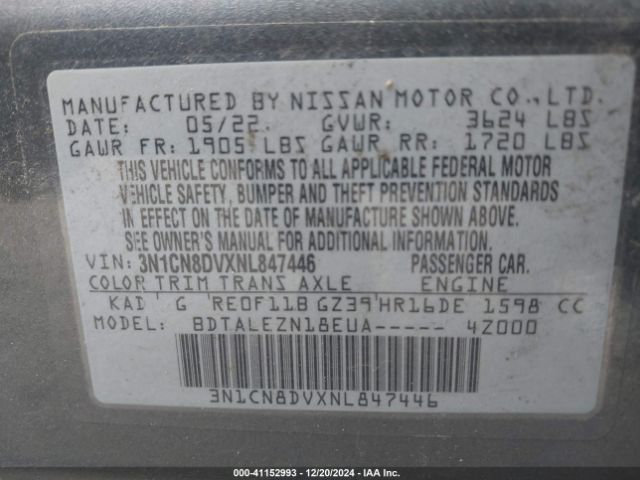 MANUFACTURED BY NISSAN MOTOR CO.,LTD.
DATE: 05/22. GVWR: 3624 LBS
GAWR FR: 1905 LBS GAWR RR: 1720 LBS
THIS VEHICLE CONFORMS TO ALL APPLICABLE FEDERAL MOTOR
VEHICLE SAFETY, BUMPER AND THEFT PREVENTION STANDARDS
IN EFFECT ON THE DATE OF MANUFACTURE SHOWN ABOVE.
SEE OWNER'S MANUAL FOR ADDITIONAL INFORMATION.
VIN: 3N1CN8DVXNL847446 PASSENGER CAR.
COLOR TRIM TRANS AXLE ENGINE
KAD G RE0F11B GZ39 HR16DE 1598 CC
MODEL: BDTALEZN18EUA----- 4Z000
3N1CN8DVXNL847446
000-41152993 - 12/20/2024 - IAA Inc.